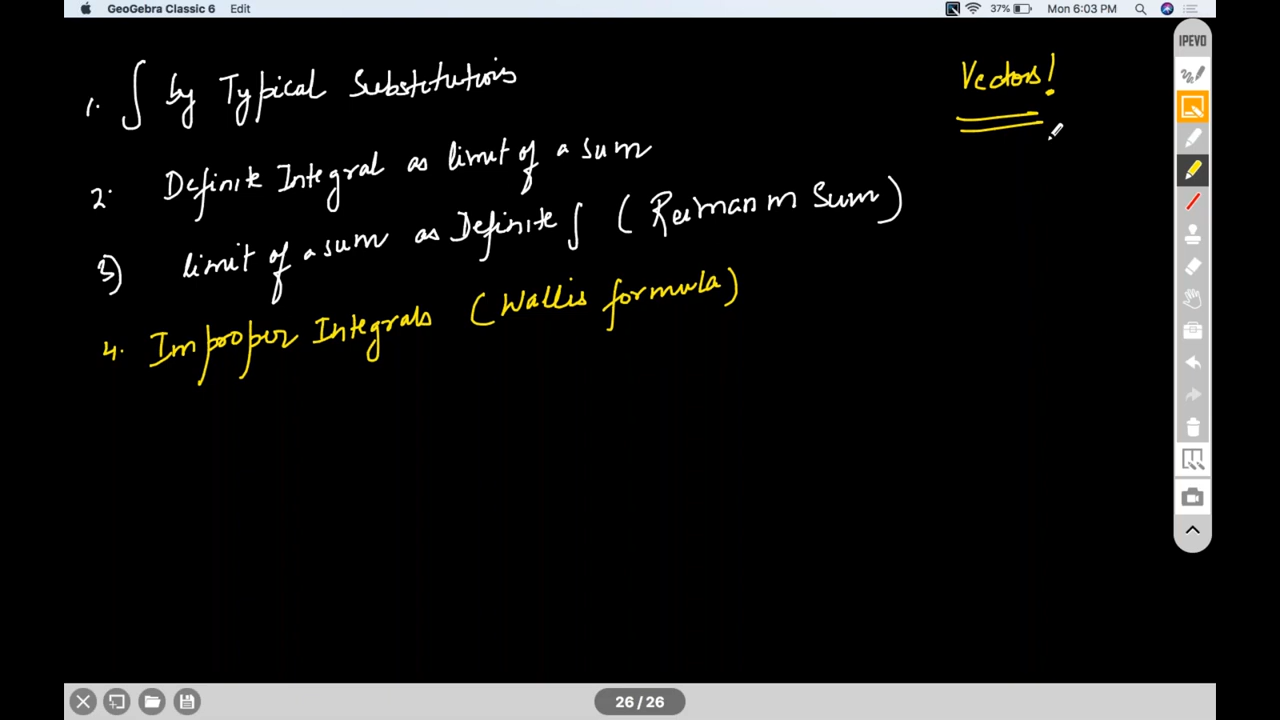 GeoGebra Classic 6 Edit 37% Mon 6:03 PM
IPEVO
Vectors!
1. ∫ by Typical Substitutions
2. Definite Integral as limit of a sum
3) limit of a sum as Definite ∫ (Reimann Sum)
4. Improper Integrals (Wallis formula)
26 / 26